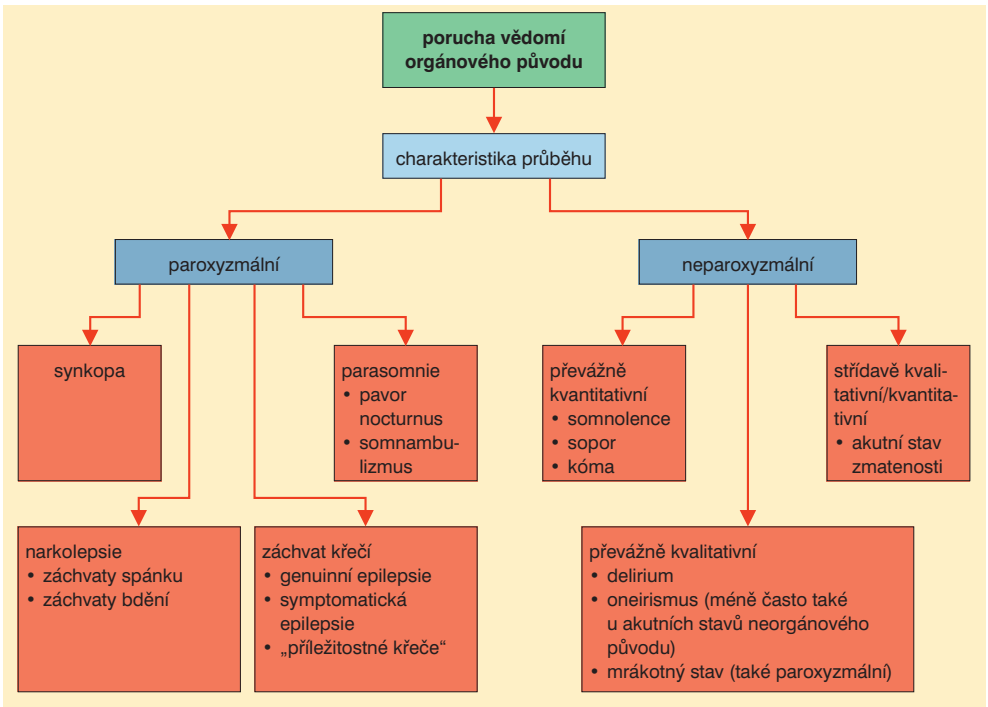 porucha vědomí
orgánového původu
charakteristika průběhu
paroxyzmální
neparoxyzmální
synkopa
parasomnie
• pavor
nocturnus
• somnambu-
lizmus
převážně
kvantitativní
• somnolence
• sopor
• kóma
střídavě kvali-
tativní/kvantita-
tivní
• akutní stav
zmatenosti
narkolepsie
• záchvaty spánku
• záchvaty bdění
záchvat křečí
• genuinní epilepsie
• symptomatická
epilepsie
• „příležitostné křeče“
převážně kvalitativní
• delirium
• oneirismus (méně často také
u akutních stavů neorgánového
původu)
• mrákotný stav (také paroxyzmální)